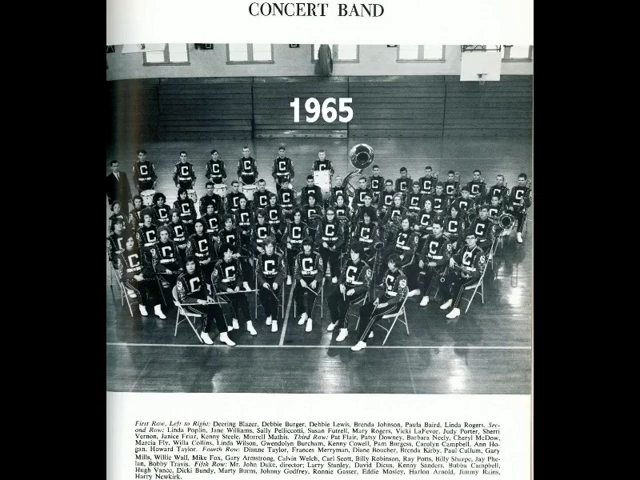 CONCERT BAND
1965
First Row, Left to Right: Deering Blazer, Debbie Burger, Debbie Lewis, Brenda Johnson, Paula Baird, Linda Rogers. Sec-
ond Row: Linda Poplin, Jane Williams, Sally Pelliccotti, Susan Futrell, Mary Rogers, Vicki LaFever, Judy Porter, Sherri
Vernon, Janice Friar, Kenny Steele, Murrell Mathis. Third Row: Pat Flair, Patsy Downey, Barbara Neely, Cheryl McDow,
Marcia Fly, Willa Collins, Linda Wilson, Gwendolyn Burcham, Kenny Cowell, Pam Burgess, Carolyn Campbell, Ann Ho-
gan, Howard Taylor. Fourth Row: Dianne Taylor, Frances Merryman, Diane Boucher, Brenda Kirby, Paul Callum, Gary
Mills, Willie Wall, Mike Fox, Gary Armstrong, Calvin Welch, Carl Scott, Billy Robinson, Ray Potts, Billy Sharpe, Jay Phe-
lan, Bobby Travis. Fifth Row: Mr. John Duke, director; Larry Stanley, David Dicus, Kenny Sanders, Bubba Campbell,
Hugh Vance, Dicki Bundy, Marty Burns, Johnny Godfrey, Ronnie Gasser, Eddie Mosley, Harlon Arnold, Jimmy Rains,
Harry Newkirk.